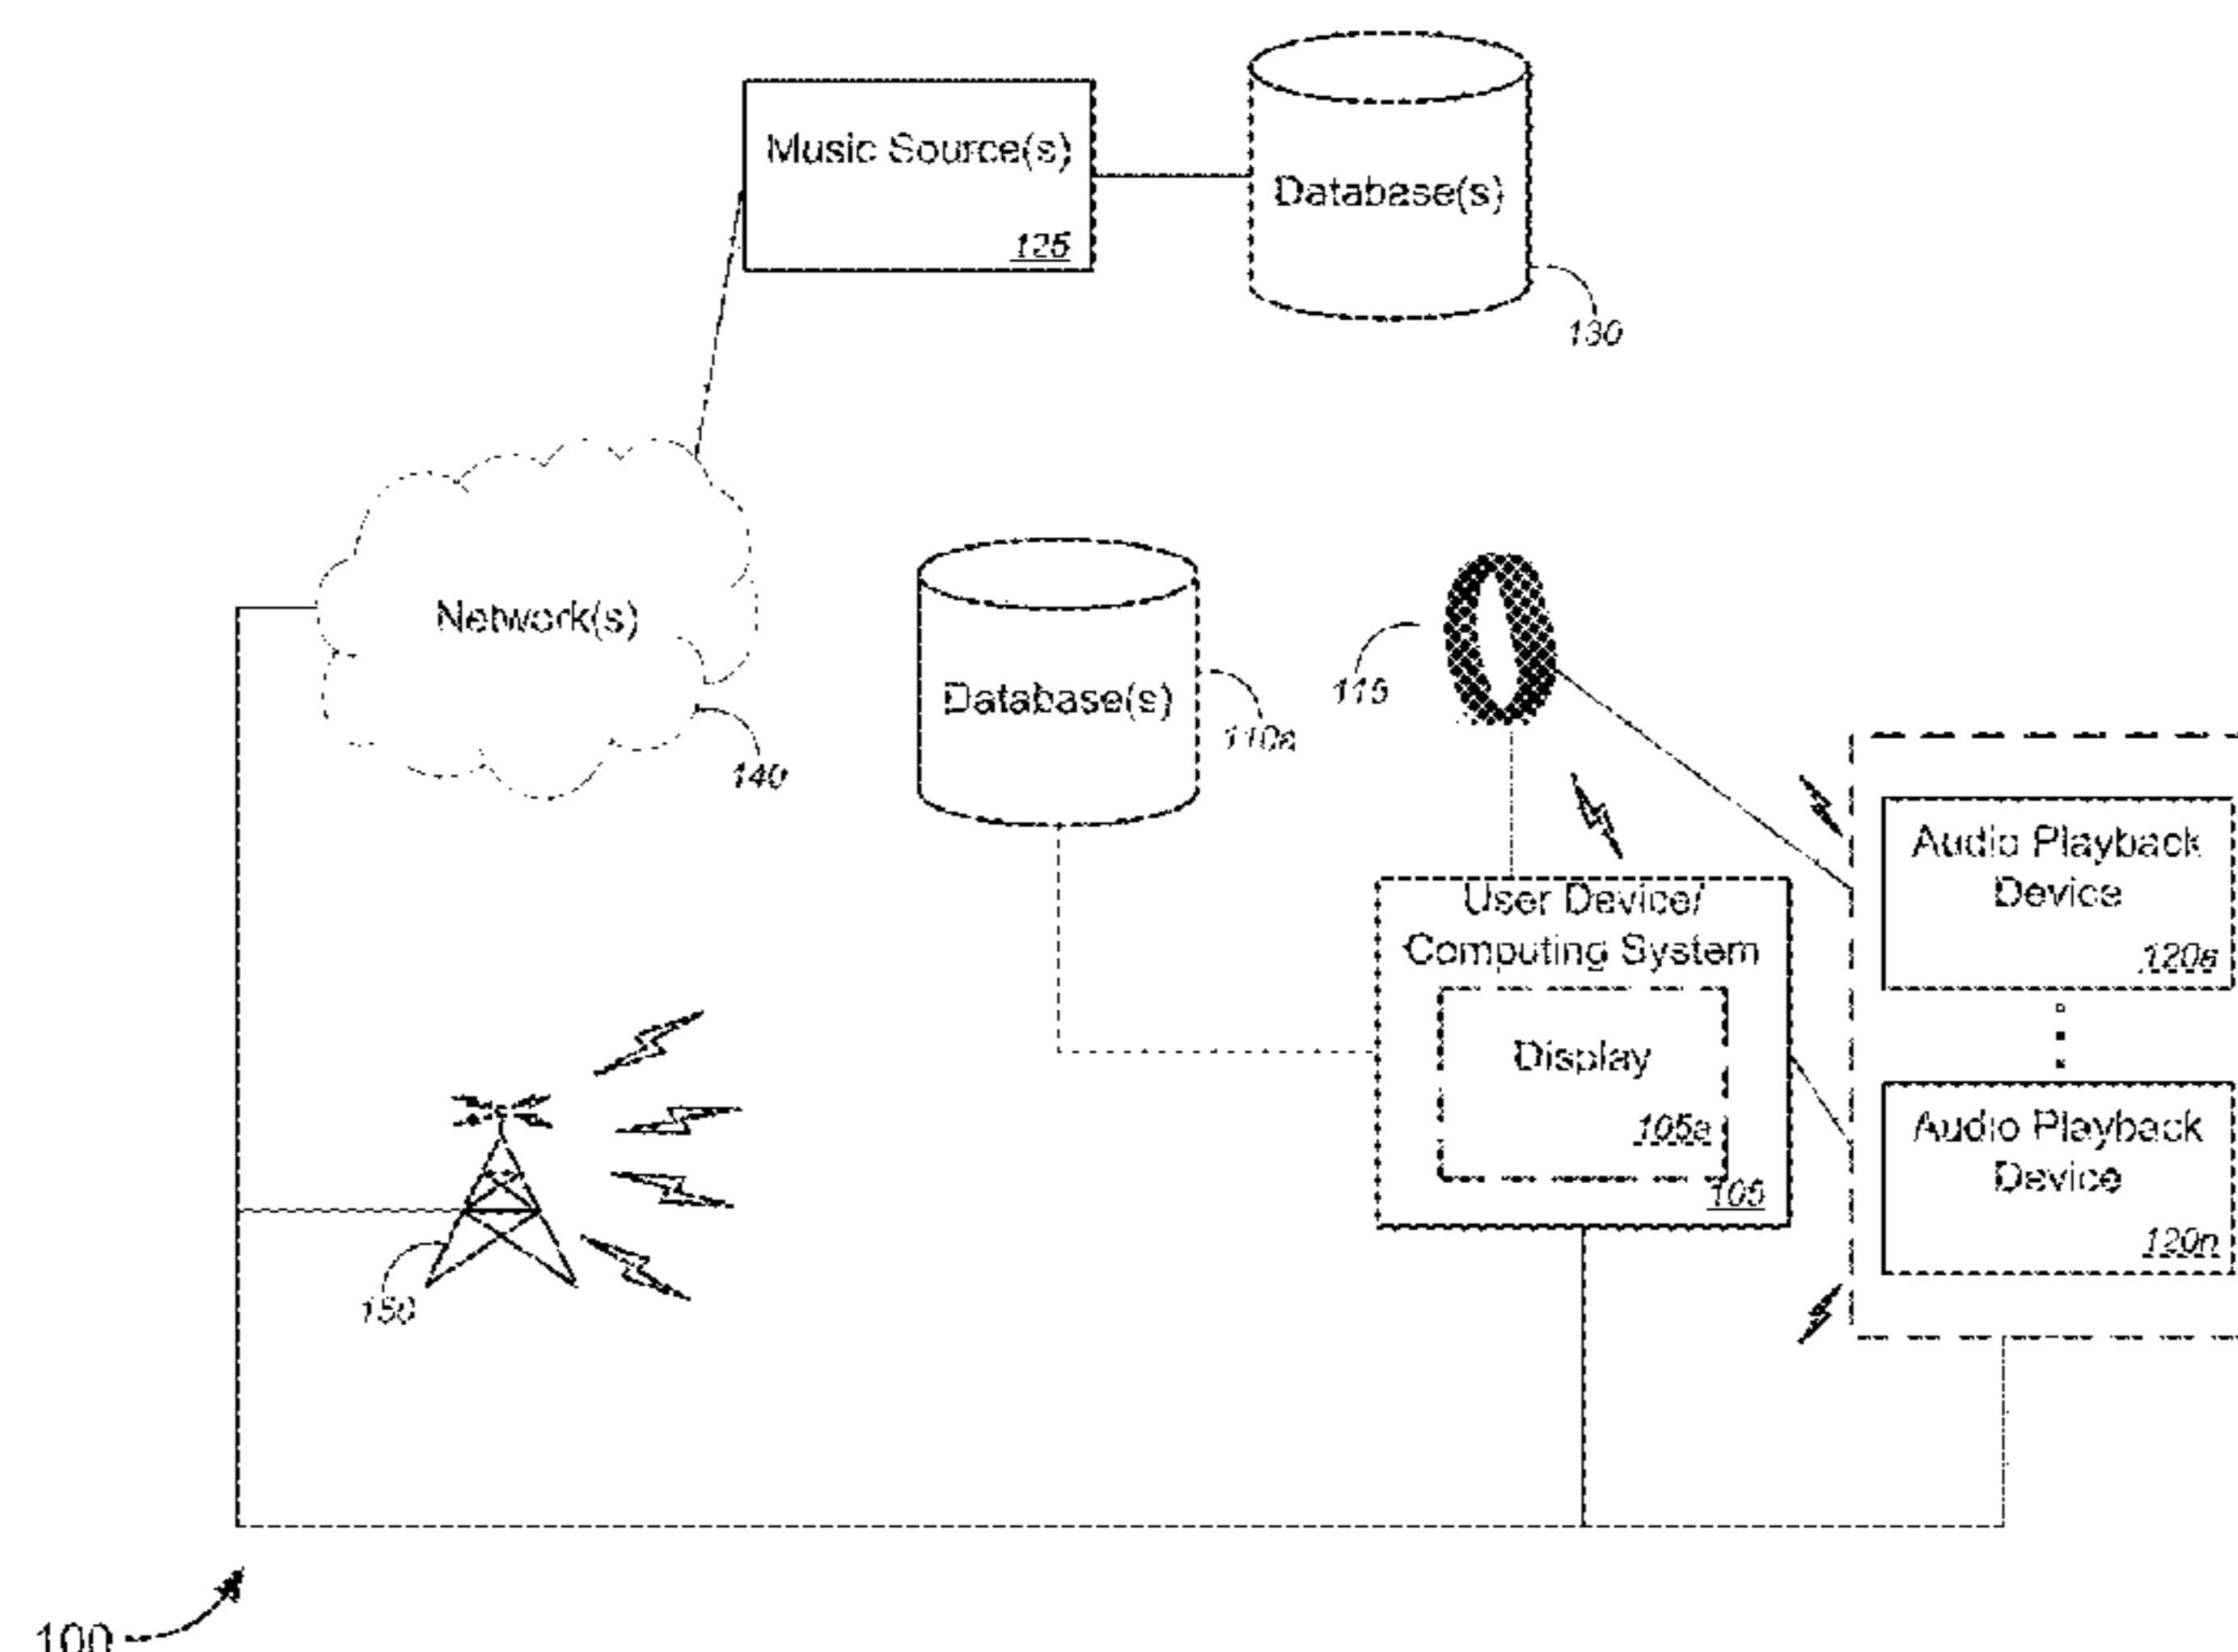 Music Source(s)
125
Database(s)
130
Network(s)
140
Database(s)
110a
115
Audio Playback
Device
120a
User Device/
Computing System
Display
105a
105
Audio Playback
Device
120n
150
100